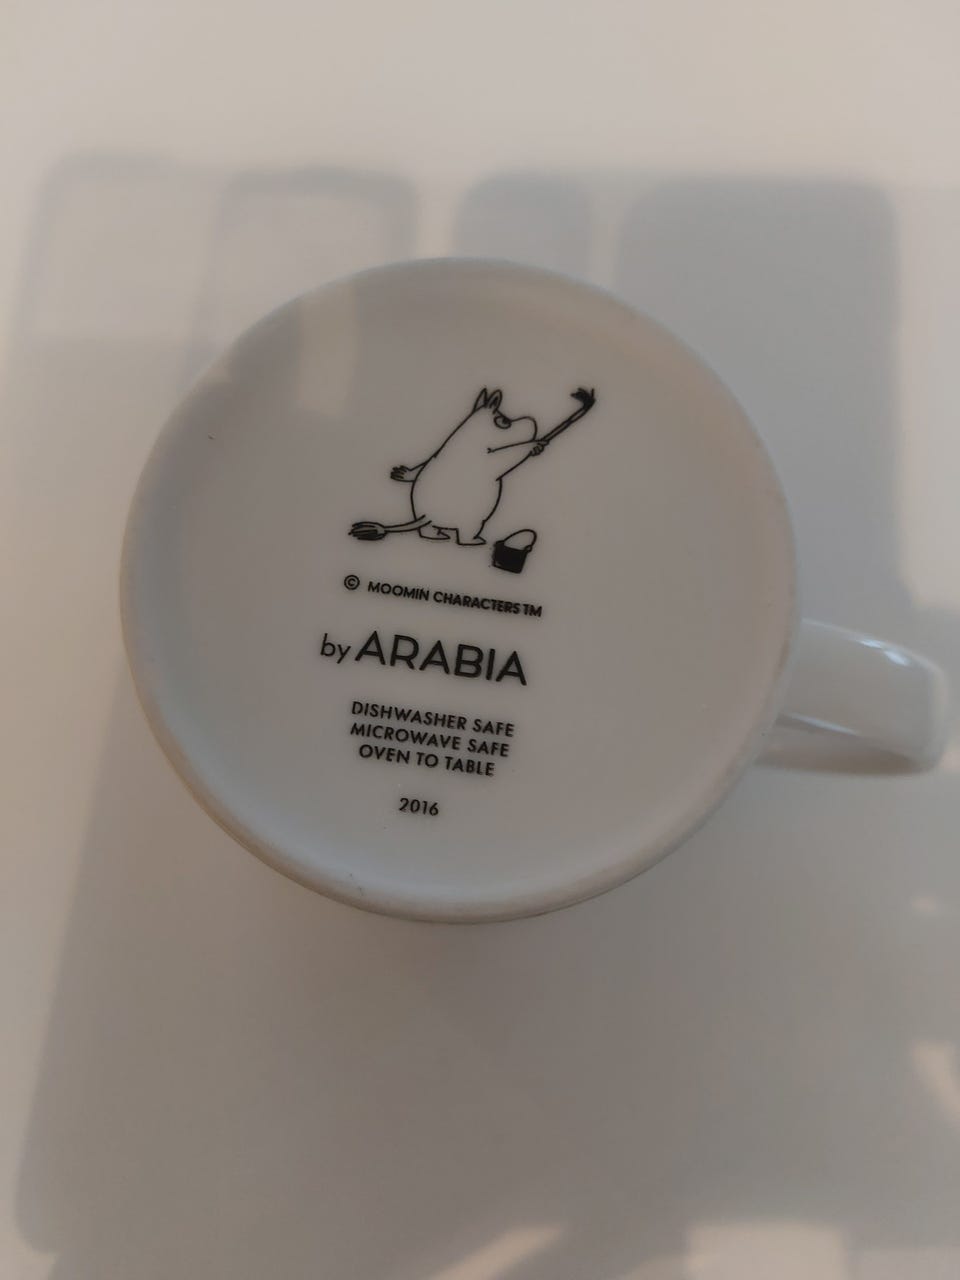 © MOOMIN CHARACTERS TM
by ARABIA
DISHWASHER SAFE
MICROWAVE SAFE
OVEN TO TABLE
2016